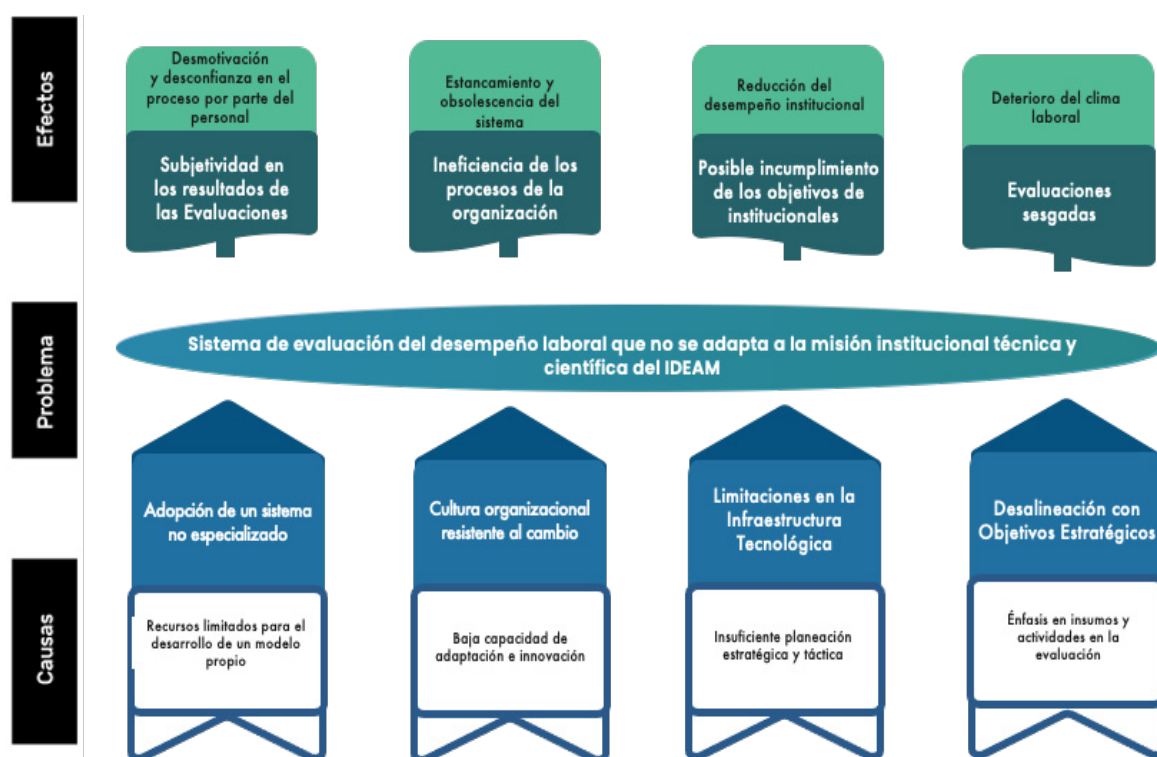 Efectos
Desmotivación
y desconfianza en el
proceso por parte del
personal
Subjetividad en
los resultados de
las Evaluaciones
Estancamiento y
obsolescencia del
sistema
Ineficiencia de los
procesos de la
organización
Reducción del
desempeño institucional
Posible incumplimiento
de los objetivos de
institucionales
Deterioro del clima
laboral
Evaluaciones
sesgadas
Problema
Sistema de evaluación del desempeño laboral que no se adapta a la misión institucional técnica y
científica del IDEAM
Causas
Adopción de un sistema
no especializado
Recursos limitados para el
desarrollo de un modelo
propio
Cultura organizacional
resistente al cambio
Baja capacidad de
adaptación e innovación
Limitaciones en la
Infraestructura
Tecnológica
Insuficiente planeación
estratégica y táctica
Desalineación con
Objetivos Estratégicos
Énfasis en insumos y
actividades en la
evaluación